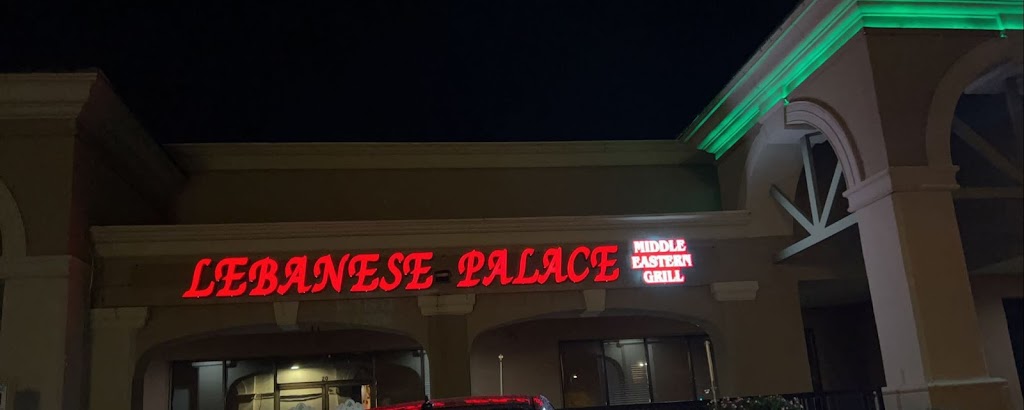 LEBANESE PALACE
MIDDLE
EASTERN
GRILL